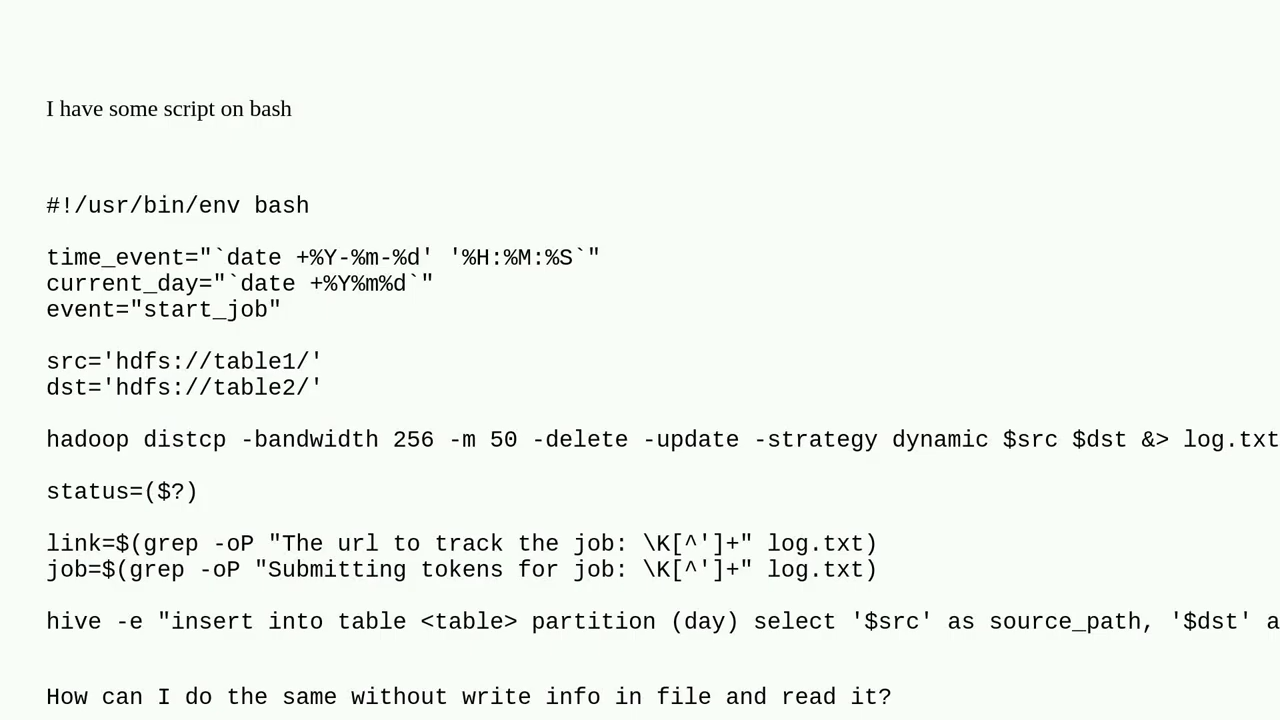 I have some script on bash
#!/usr/bin/env bash
time_event="`date +%Y-%m-%d' '%H:%M:%S`"
current_day="`date +%Y%m%d`"
event="start_job"
src='hdfs://table1/'
dst='hdfs://table2/'
hadoop distcp -bandwidth 256 -m 50 -delete -update -strategy dynamic $src $dst &> log.txt
status=($?)
link=$(grep -oP "The url to track the job: \K[^']+" log.txt)
job=$(grep -oP "Submitting tokens for job: \K[^']+" log.txt)
hive -e "insert into table <table> partition (day) select '$src' as source_path, '$dst' a
How can I do the same without write info in file and read it?